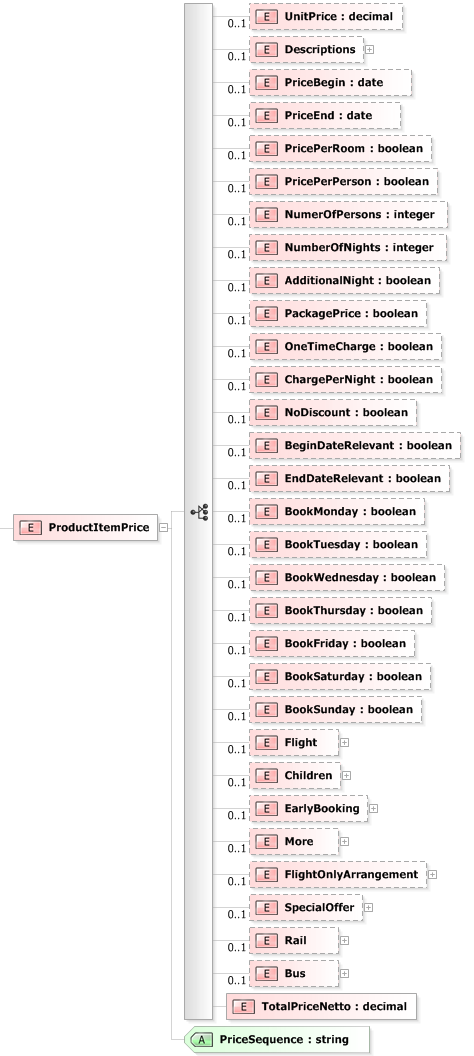 E UnitPrice : decimal
0..1
E Descriptions
0..1
E PriceBegin : date
0..1
E PriceEnd : date
0..1
E PricePerRoom : boolean
0..1
E PricePerPerson : boolean
0..1
E NumerOfPersons : integer
0..1
E NumberOfNights : integer
0..1
E AdditionalNight : boolean
0..1
E PackagePrice : boolean
0..1
E OneTimeCharge : boolean
0..1
E ChargePerNight : boolean
0..1
E NoDiscount : boolean
0..1
E BeginDateRelevant : boolean
0..1
E EndDateRelevant : boolean
0..1
E BookMonday : boolean
0..1
E ProductItemPrice
E BookTuesday : boolean
0..1
E BookWednesday : boolean
0..1
E BookThursday : boolean
0..1
E BookFriday : boolean
0..1
E BookSaturday : boolean
0..1
E BookSunday : boolean
0..1
E Flight
0..1
E Children
0..1
E EarlyBooking
0..1
E More
0..1
E FlightOnlyArrangement
0..1
E SpecialOffer
0..1
E Rail
0..1
E Bus
0..1
E TotalPriceNetto : decimal
A PriceSequence : string